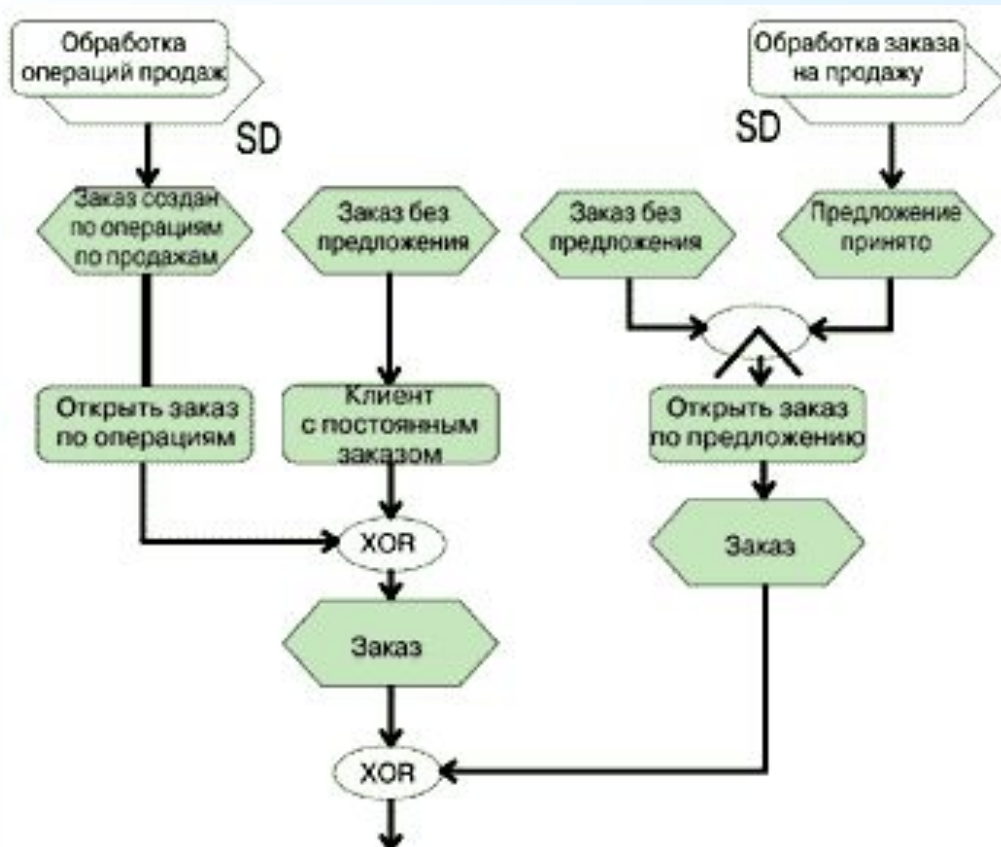 Обработка
операций продаж
SD
Обработка заказа
на продажу
SD
Заказ создан
по операциям
по продажам
Заказ без
предложения
Заказ без
предложения
Предложение
принято
Открыть заказ
по операциям
Клиент
с постоянным
заказом
Открыть заказ
по предложению
XOR
Заказ
Заказ
XOR